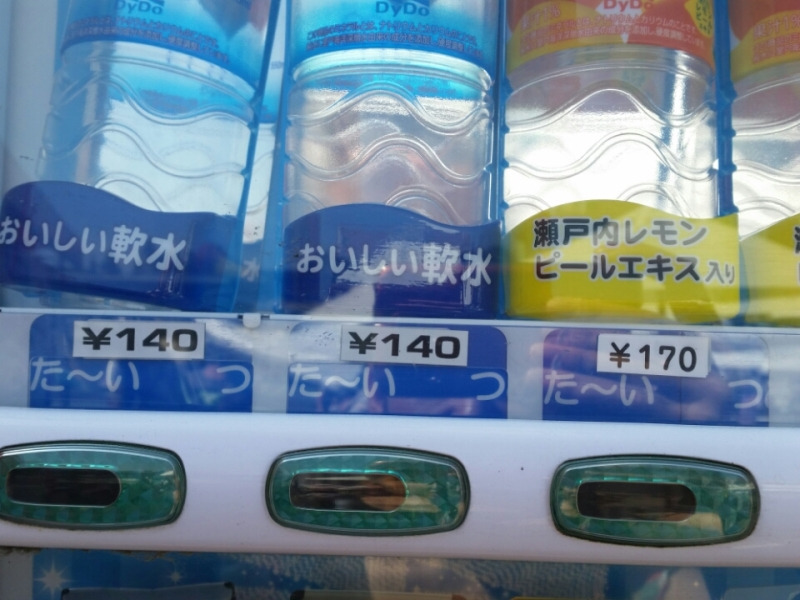 DyDo
DyDo
DyDo
おいしい軟水
おいしい軟水
瀬戸内レモン
ピールエキス入り
¥140
¥140
¥170
た〜い つ
た〜い つ
た〜い つ